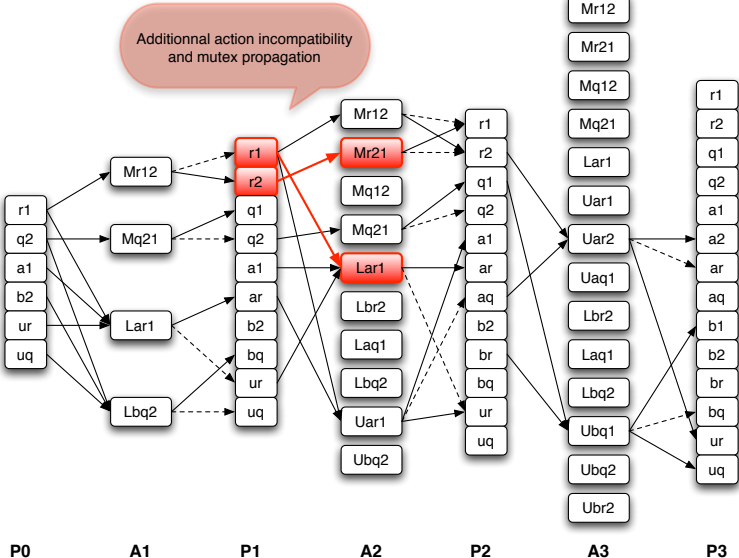 Additionnal action incompatibility
and mutex propagation
r1
q2
a1
b2
ur
uq
P0
Mr12
Mq21
Lar1
Lbq2
A1
r1
r2
q1
q2
a1
ar
b2
bq
ur
uq
P1
Mr12
Mr21
Mq12
Mq21
Lar1
Lbr2
Laq1
Lbq2
Uar1
Ubq2
A2
r1
r2
q1
q2
a1
ar
aq
b2
br
bq
ur
uq
P2
Mr12
Mr21
Mq12
Mq21
Lar1
Uar1
Uar2
Uaq1
Lbr2
Laq1
Lbq2
Ubq1
Ubq2
Ubr2
A3
r1
r2
q1
q2
a1
a2
ar
aq
b1
b2
br
bq
ur
uq
P3